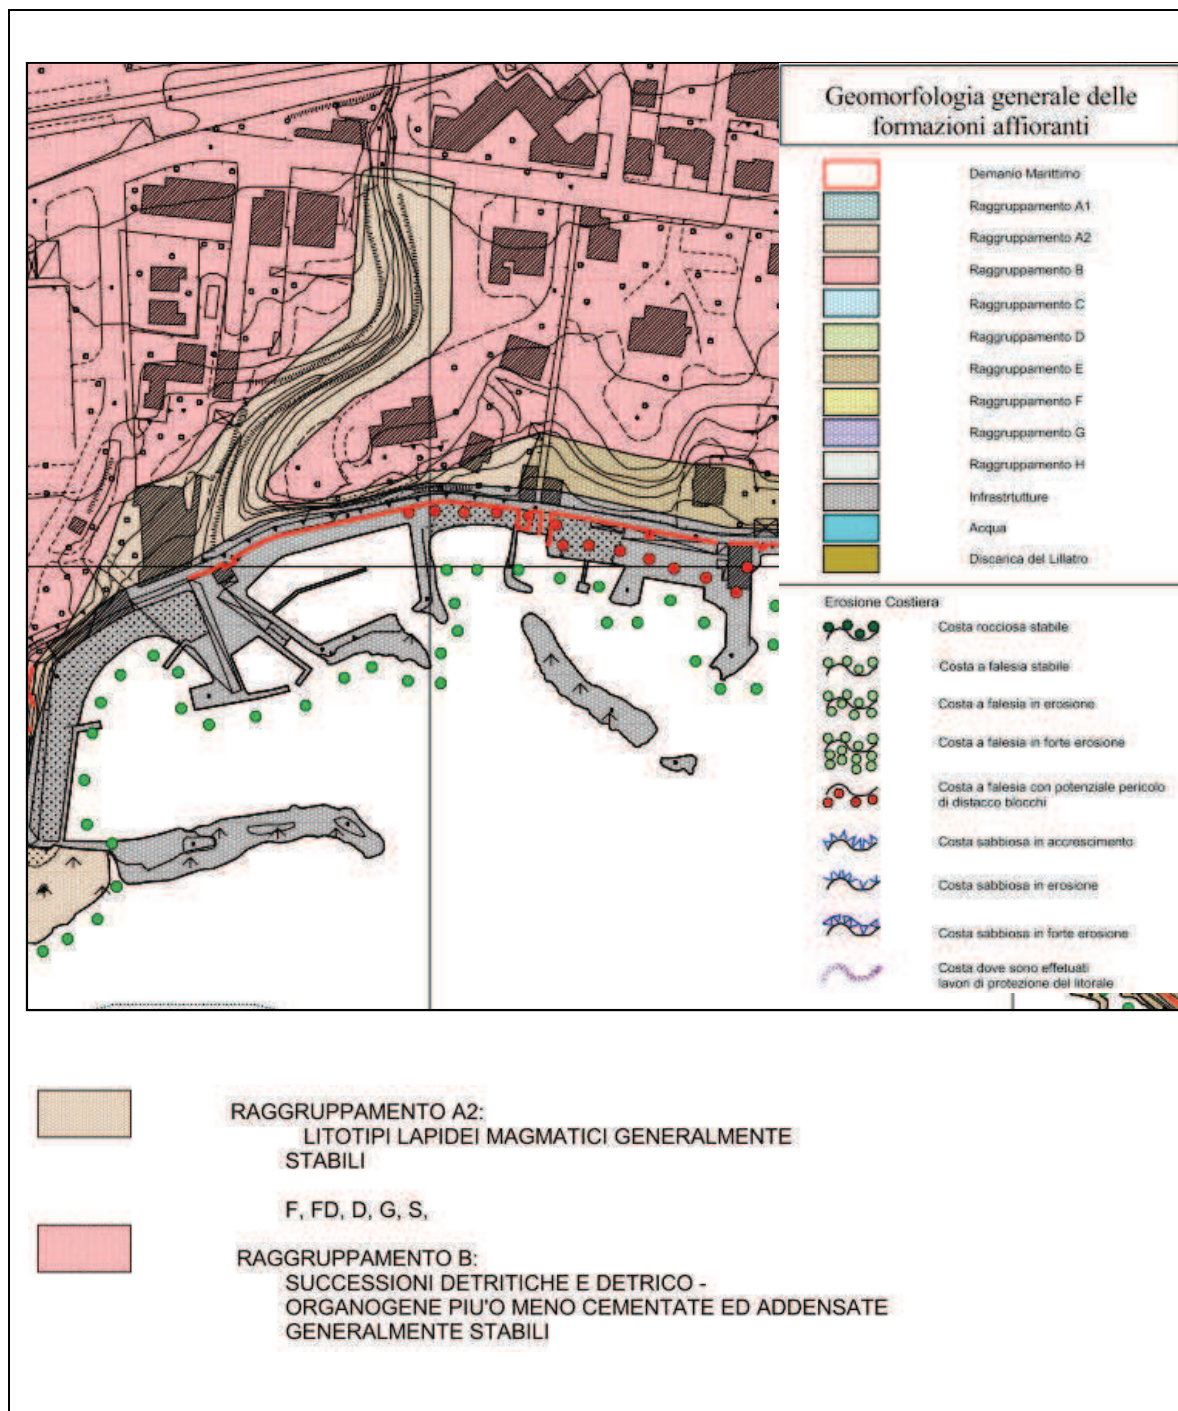 Geomorfologia generale delle
formazioni affioranti
Demanio Marittimo
Raggruppamento A1
Raggruppamento A2
Raggruppamento B
Raggruppamento C
Raggruppamento D
Raggruppamento E
Raggruppamento F
Raggruppamento G
Raggruppamento H
Infrastrutture
Acqua
Discarica del Lillatro
Erosione Costiera
Costa rocciosa stabile
Costa a falesia stabile
Costa a falesia in erosione
Costa a falesia in forte erosione
Costa a falesia con potenziale pericolo
di distacco blocchi
Costa sabbiosa in accrescimento
Costa sabbiosa in erosione
Costa sabbiosa in forte erosione
Costa dove sono effetuati
lavori di protezione del litorale
RAGGRUPPAMENTO A2:
LITOTIPI LAPIDEI MAGMATICI GENERALMENTE
STABILI
F, FD, D, G, S,
RAGGRUPPAMENTO B:
SUCCESSIONI DETRITICHE E DETRICO -
ORGANOGENE PIU'O MENO CEMENTATE ED ADDENSATE
GENERALMENTE STABILI